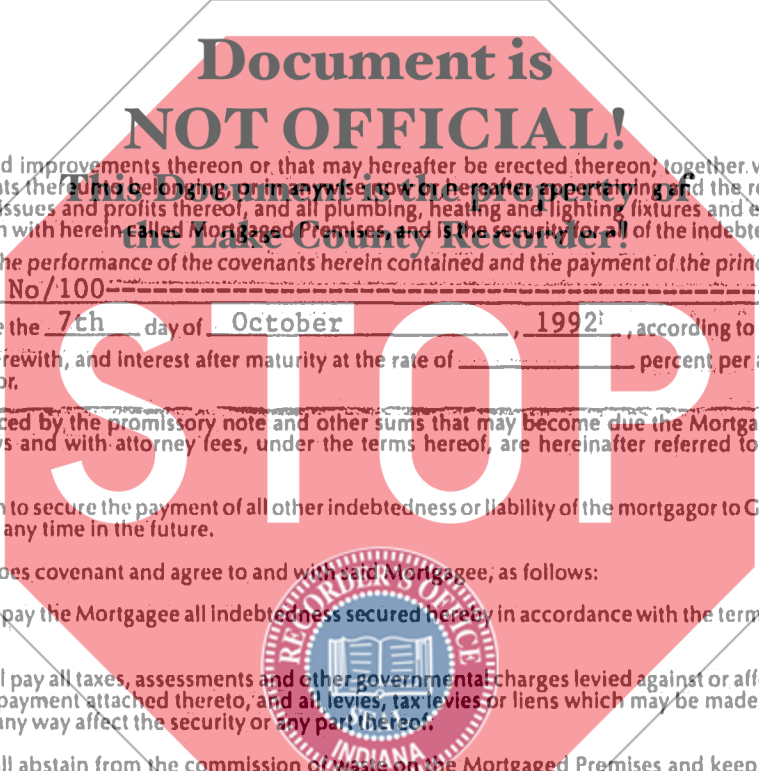 Document is
NOT OFFICIAL!
This Document is the property of
the Lake County Recorder!
d improvements thereon or that may hereafter be erected thereon, together
ts thereunto belonging, or in anywise now or hereafter appertaining and the
issues and profits thereof, and all plumbing, heating and lighting fixtures and
n with herein called Mortgaged Premises, and is the security for all of the indebte
he performance of the covenants herein contained and the payment of the princ
No/100--------------------
e the 7th day of October, 1992, according to
rewith, and interest after maturity at the rate of ____ percent per
or.
STOP
ced by the promissory note and other sums that may become due the Mortga
ys and with attorney fees, under the terms hereof, are hereinafter referred to
n to secure the payment of all other indebtedness or liability of the mortgagor to G
any time in the future.
oes covenant and agree to and with said Mortgagee, as follows:
pay the Mortgagee all indebtedness secured hereby in accordance with the term
l pay all taxes, assessments and other governmental charges levied against or affe
payment attached thereto, and all levies, tax levies or liens which may be made
any way affect the security or any part thereof.
ll abstain from the commission of waste on the Mortgaged Premises and keep
RECORDER'S OFFICE
INDIANA